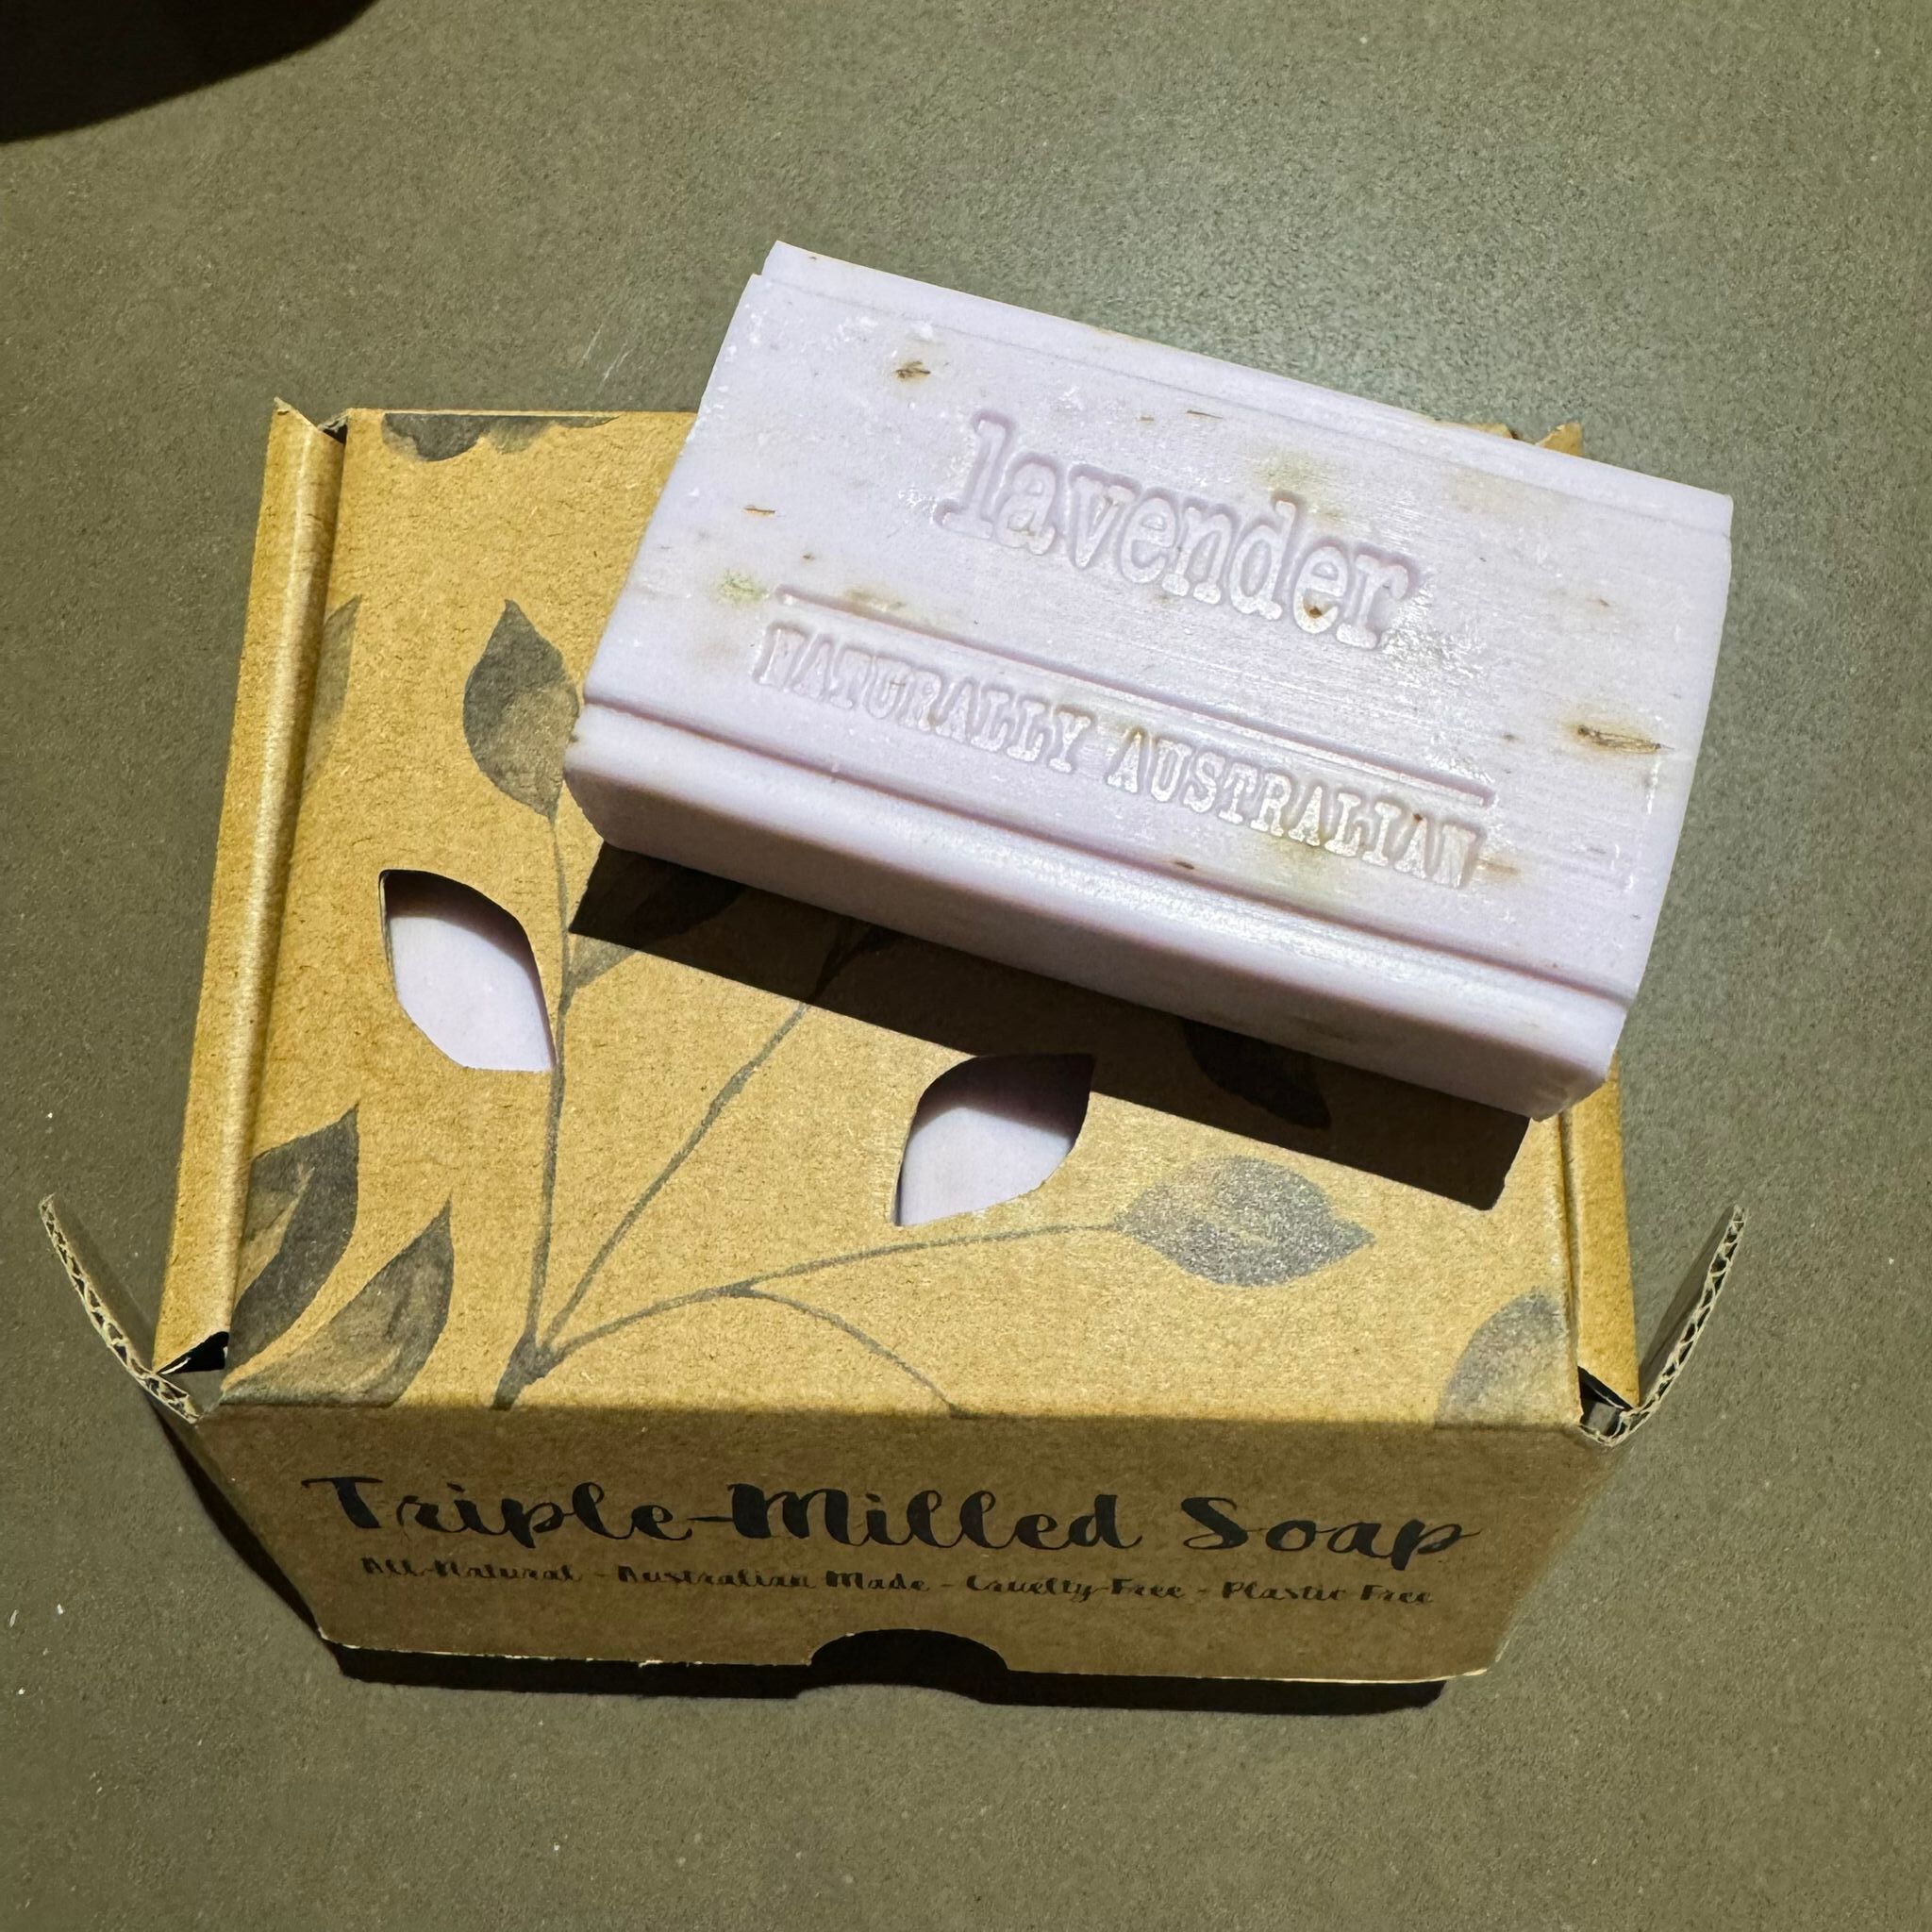 lavender
NATURALLY AUSTRALIAN
Triple-Milled Soap
All-Natural - Australian Made - Cruelty-Free - Plastic Free